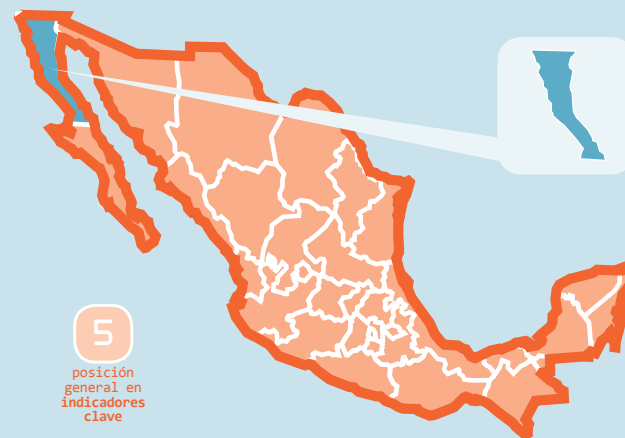 5
posición
general en
indicadores
clave